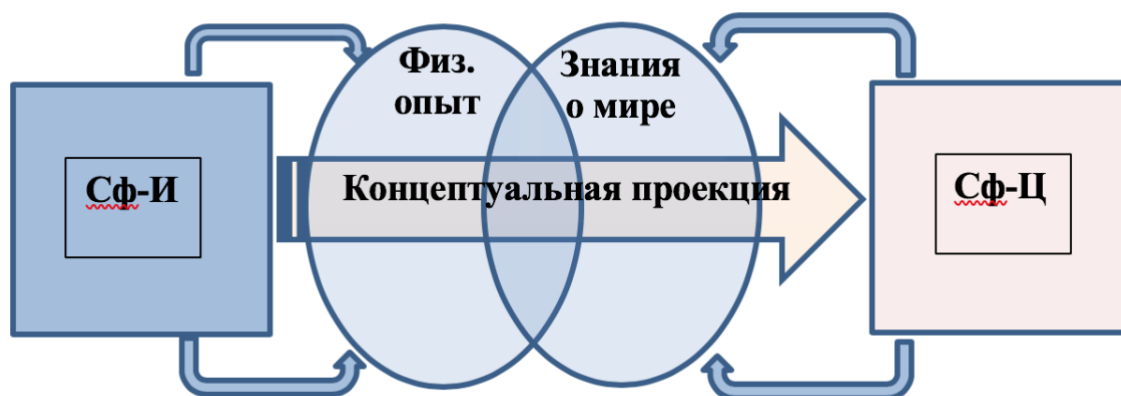 Физ.
опыт
Знания
о мире
Сф-И
Концептуальная проекция
Сф-Ц